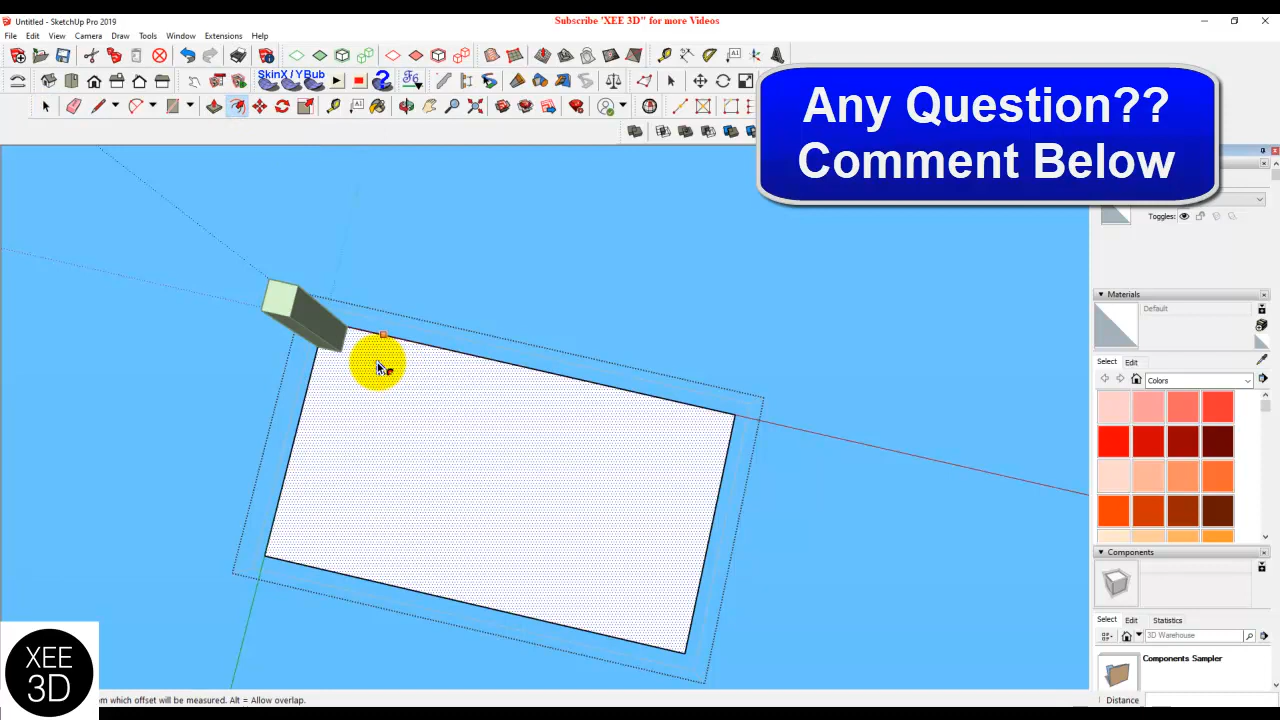 Untitled - SketchUp Pro 2019
Subscribe 'XEE 3D" for more Videos
File Edit View Camera Draw Tools Window Extensions Help
SkinX / YBub
Any Question??
Comment Below
Toggles:
Materials
Default
Select Edit
Colors
Components
Select Edit Statistics
3D Warehouse
Components Sampler
XEE
3D
om which offset will be measured. Alt = Allow overlap.
Distance